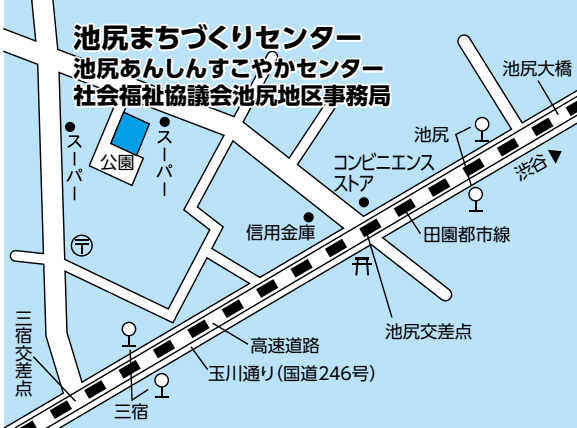 池尻まちづくりセンター
池尻あんしんすこやかセンター
社会福祉協議会池尻地区事務局
池尻大橋
スーパー
スーパー
公園
池尻
コンビニエンス
ストア
渋谷
信用金庫
田園都市線
〒
池尻交差点
高速道路
三宿交差点
玉川通り(国道246号)
三宿